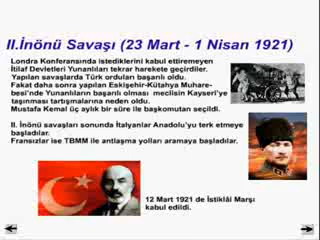 II.İnönü Savaşı (23 Mart - 1 Nisan 1921)
Londra Konferansında istediklerini kabul ettiremeyen
İtilaf Devletleri Yunanlıları tekrar harekete geçirdiler.
Yapılan savaşlarda Türk orduları başarılı oldu.
Fakat daha sonra yapılan Eskişehir-Kütahya Muhare-
besi'nde Yunanlıların başarılı olması meclisin Kayseri'ye
taşınması tartışmalarına neden oldu.
Mustafa Kemal üç aylık bir süre ile başkomutan seçildi.
II. İnönü savaşları sonunda İtalyanlar Anadolu'yu terk etmeye
başladılar.
Fransızlar ise TBMM ile antlaşma yolları aramaya başladılar.
12 Mart 1921 de İstiklâl Marşı
kabul edildi.